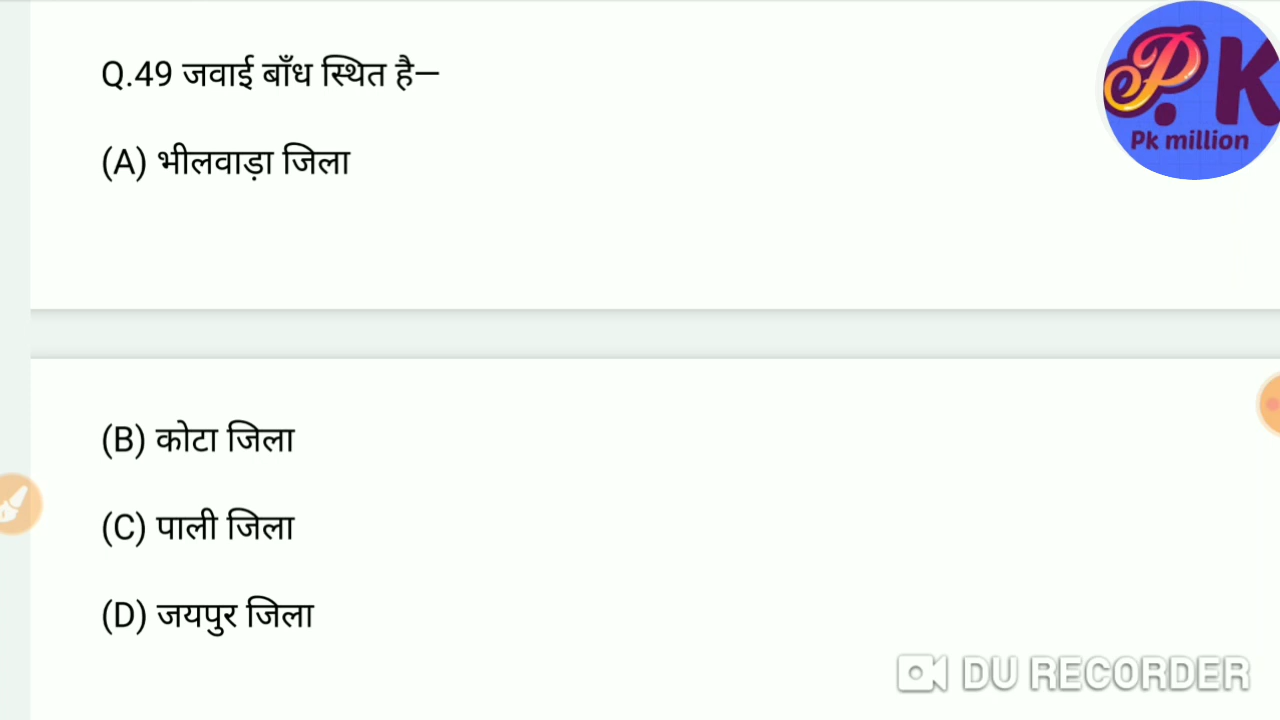 Q.49 जवाई बाँध स्थित है—
(A) भीलवाड़ा जिला
P.K
Pk million
(B) कोटा जिला
(C) पाली जिला
(D) जयपुर जिला
DU RECORDER